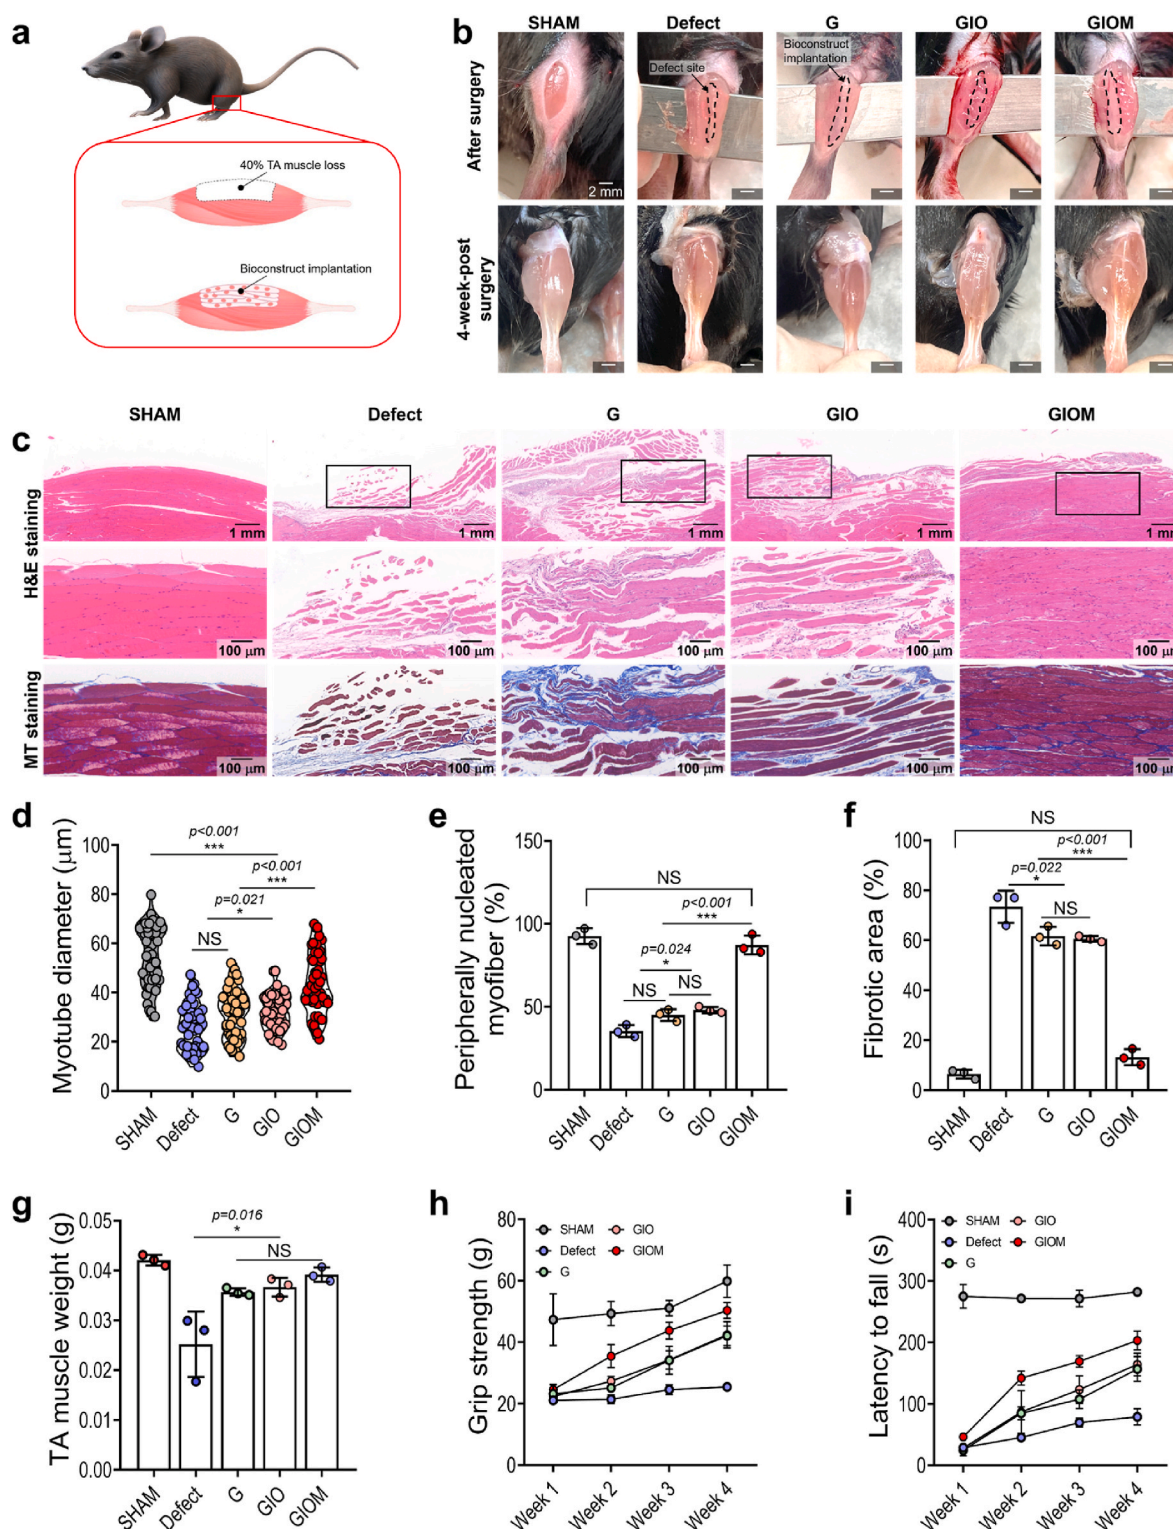 a
40% TA muscle loss
Bioconstruct implantation
b
SHAM
Defect
G
GIO
GIOM
After surgery
Defect site
Bioconstruct
implantation
2 mm
4-week-post
surgery
c
SHAM
Defect
G
GIO
GIOM
H&E staining
1 mm
1 mm
1 mm
1 mm
1 mm
100 μm
100 μm
100 μm
100 μm
100 μm
MT staining
100 μm
100 μm
100 μm
100 μm
100 μm
d
Myotube diameter (μm)
100
80
60
40
20
0
p<0.001
***
p<0.001
***
p=0.021
*
NS
SHAM
Defect
G
GIO
GIOM
e
Peripherally nucleated
myofiber (%)
150
100
50
0
NS
p<0.001
***
p=0.024
*
NS
NS
SHAM
Defect
G
GIO
GIOM
f
Fibrotic area (%)
100
80
60
40
20
0
NS
p<0.001
***
p=0.022
*
NS
SHAM
Defect
G
GIO
GIOM
g
TA muscle weight (g)
0.05
0.04
0.03
0.02
0.01
0.00
p=0.016
*
NS
SHAM
Defect
G
GIO
GIOM
h
Grip strength (g)
80
60
40
20
0
SHAM
GIO
Defect
GIOM
G
Week 1
Week 2
Week 3
Week 4
i
Latency to fall (s)
400
300
200
100
0
SHAM
GIO
Defect
GIOM
G
Week 1
Week 2
Week 3
Week 4